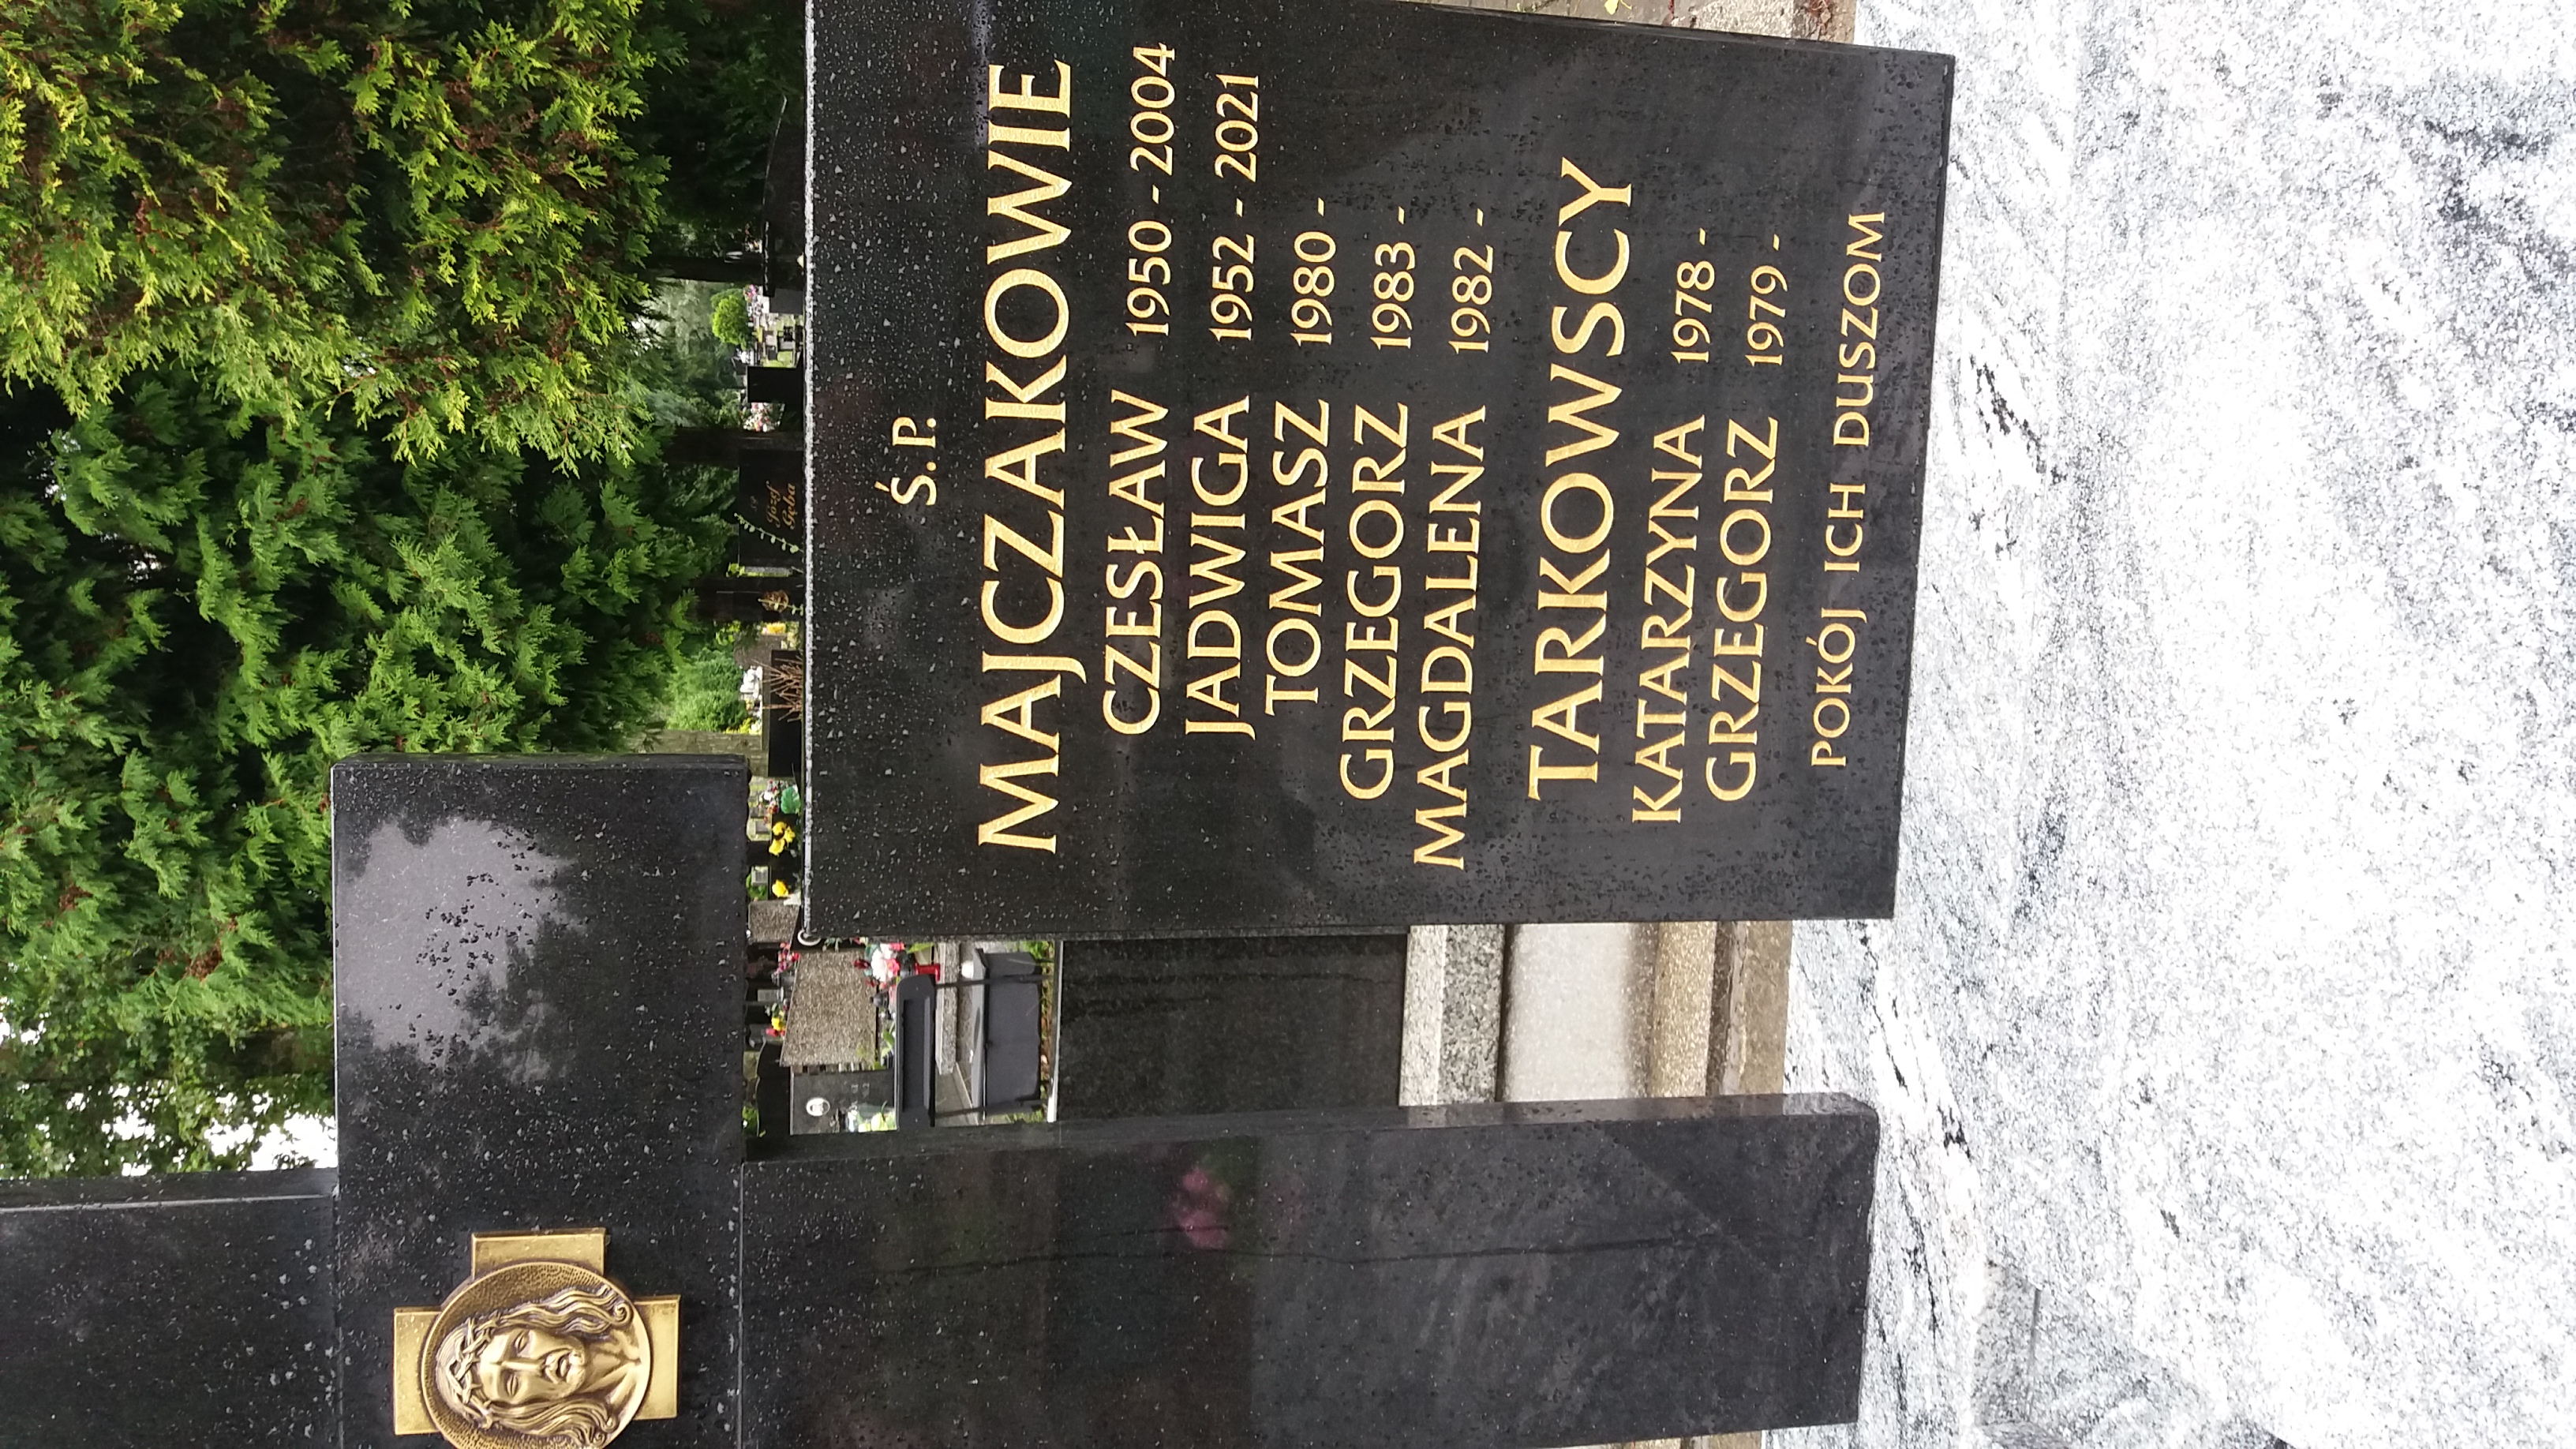 Ś.P.
MAJCZAKOWIE
CZESŁAW 1950 - 2004
JADWIGA 1952 - 2021
TOMASZ 1980 -
GRZEGORZ 1983 -
MAGDALENA 1982 -
TARKOWSCY
KATARZYNA 1978 -
GRZEGORZ 1979 -
POKÓJ ICH DUSZOM
Józef